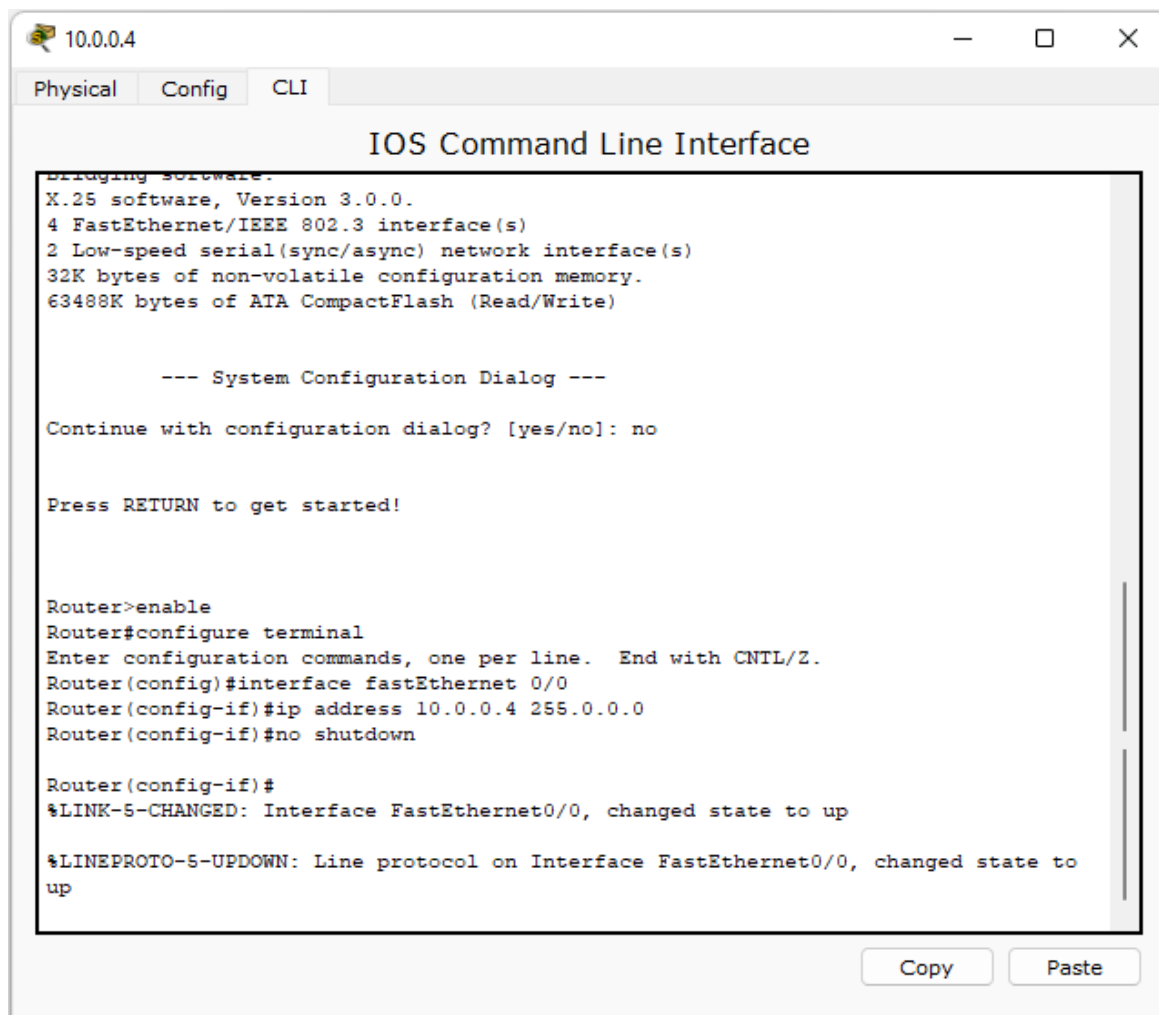 10.0.0.4
Physical Config CLI
IOS Command Line Interface
Bridging software.
X.25 software, Version 3.0.0.
4 FastEthernet/IEEE 802.3 interface(s)
2 Low-speed serial(sync/async) network interface(s)
32K bytes of non-volatile configuration memory.
63488K bytes of ATA CompactFlash (Read/Write)
--- System Configuration Dialog ---
Continue with configuration dialog? [yes/no]: no
Press RETURN to get started!
Router>enable
Router#configure terminal
Enter configuration commands, one per line.  End with CNTL/Z.
Router(config)#interface fastEthernet 0/0
Router(config-if)#ip address 10.0.0.4 255.0.0.0
Router(config-if)#no shutdown
Router(config-if)#
%LINK-5-CHANGED: Interface FastEthernet0/0, changed state to up
%LINEPROTO-5-UPDOWN: Line protocol on Interface FastEthernet0/0, changed state to
up
Copy Paste